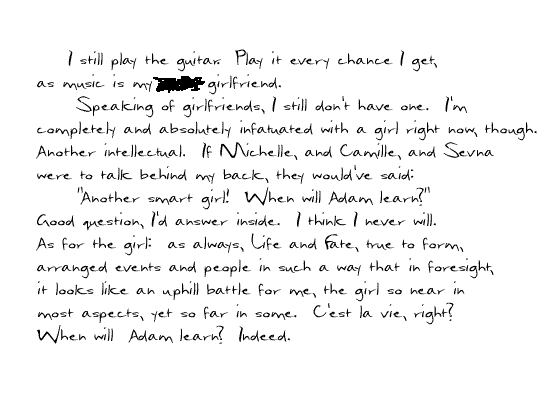 I still play the guitar. Play it every chance I get,
as music is my girlfriend.
Speaking of girlfriends, I still don't have one. I'm
completely and absolutely infatuated with a girl right now, though.
Another intellectual. If Michelle, and Camille, and Sevna
were to talk behind my back, they would've said:
"Another smart girl! When will Adam learn?"
Good question, I'd answer inside. I think I never will.
As for the girl: as always, Life and Fate, true to form,
arranged events and people in such a way that in foresight,
it looks like an uphill battle for me, the girl so near in
most aspects, yet so far in some. C'est la vie, right?
When will Adam learn? Indeed.